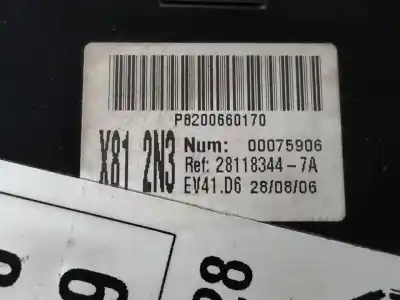 P8200660170
X81 2N3 Num: 00075906
Ref: 28118344-7A
EV41.D6 28/08/06